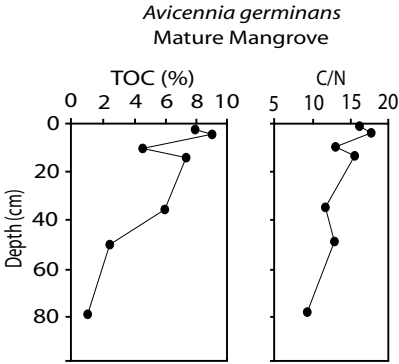 Avicennia germinans
Mature Mangrove
TOC (%)
C/N
0 2 4 6 8 10
5 10 15 20
Depth (cm)
0
20
40
60
80